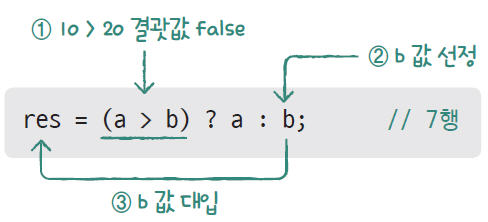 ① 10 > 20 결괏값 false
② b 값 선정
res = (a > b) ? a : b; // 7행
③ b 값 대입